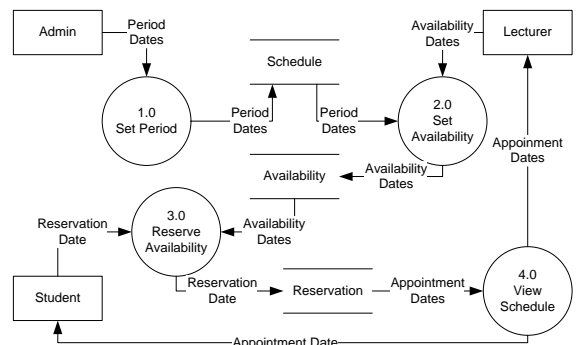 Admin
Period
Dates
Availability
Dates
Lecturer
Schedule
1.0
Set Period
Period
Dates
Period
Dates
2.0
Set
Availability
Appoinment
Dates
Availability
Availability
Dates
Reservation
Date
3.0
Reserve
Availability
Availability
Dates
Student
Reservation
Date
Reservation
Appointment
Dates
4.0
View
Schedule
Appointment Date